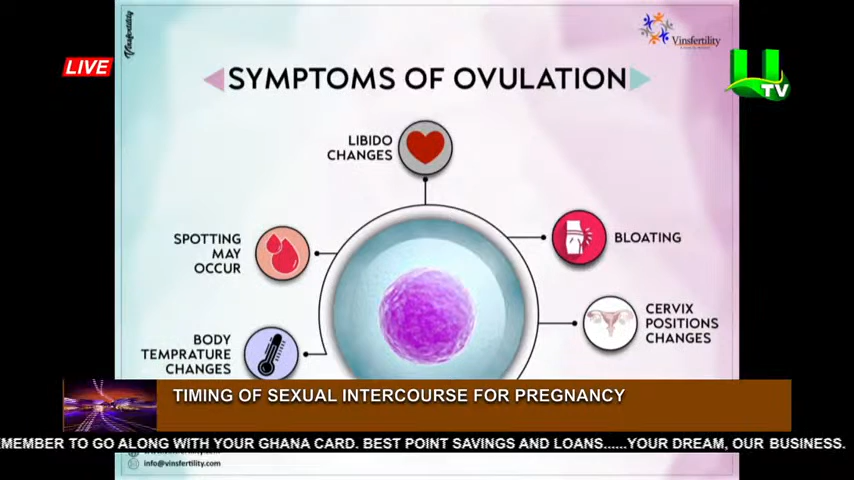 Vinsfertility
Vinsfertility
LIVE
SYMPTOMS OF OVULATION
U
TV
LIBIDO
CHANGES
SPOTTING
MAY
OCCUR
BLOATING
CERVIX
POSITIONS
CHANGES
BODY
TEMPRATURE
CHANGES
TIMING OF SEXUAL INTERCOURSE FOR PREGNANCY
MEMBER TO GO ALONG WITH YOUR GHANA CARD. BEST POINT SAVINGS AND LOANS......YOUR DREAM, OUR BUSINESS.
info@vinsfertility.com